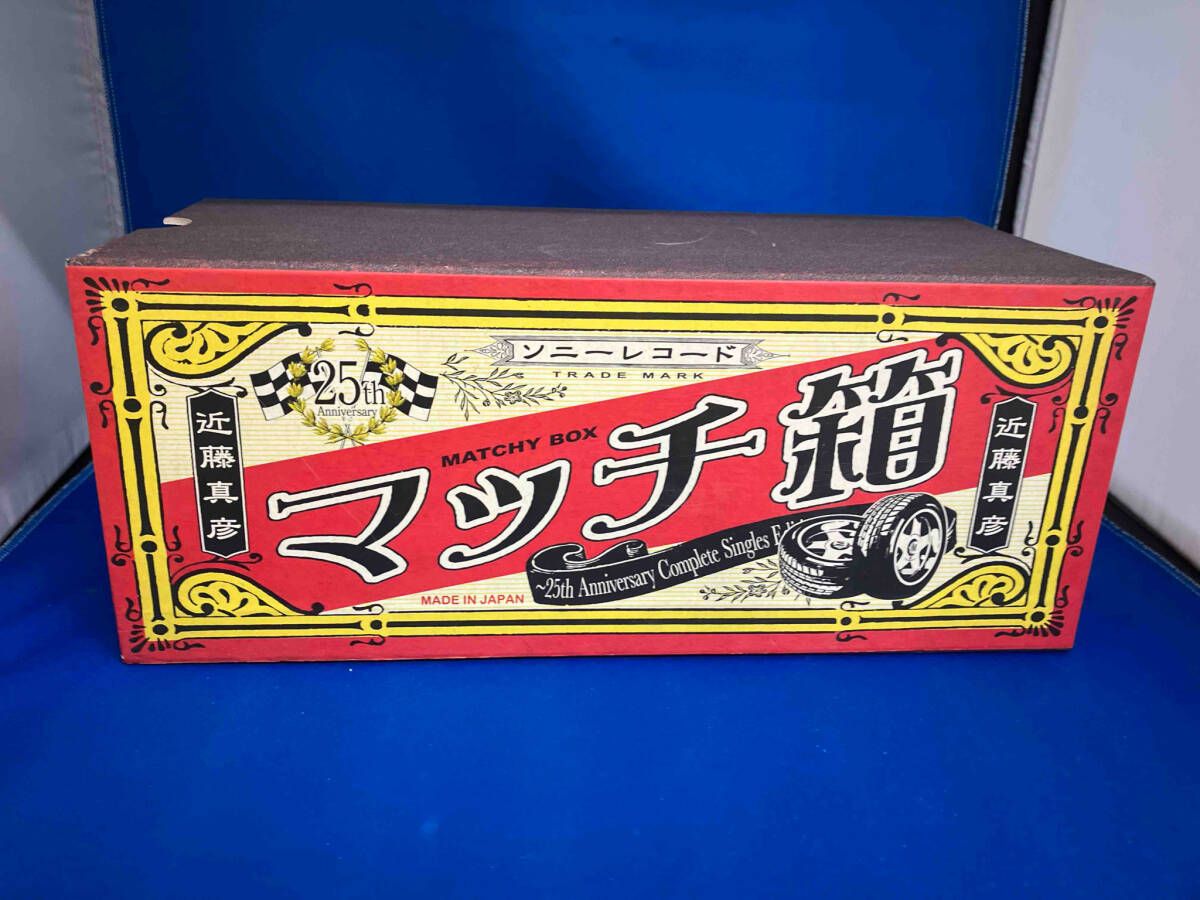 ソニーレコード
TRADE MARK
25th
Anniversary
近藤真彦
MATCHY BOX
マッチ箱
近藤真彦
~25th Anniversary Complete Singles
MADE IN JAPAN